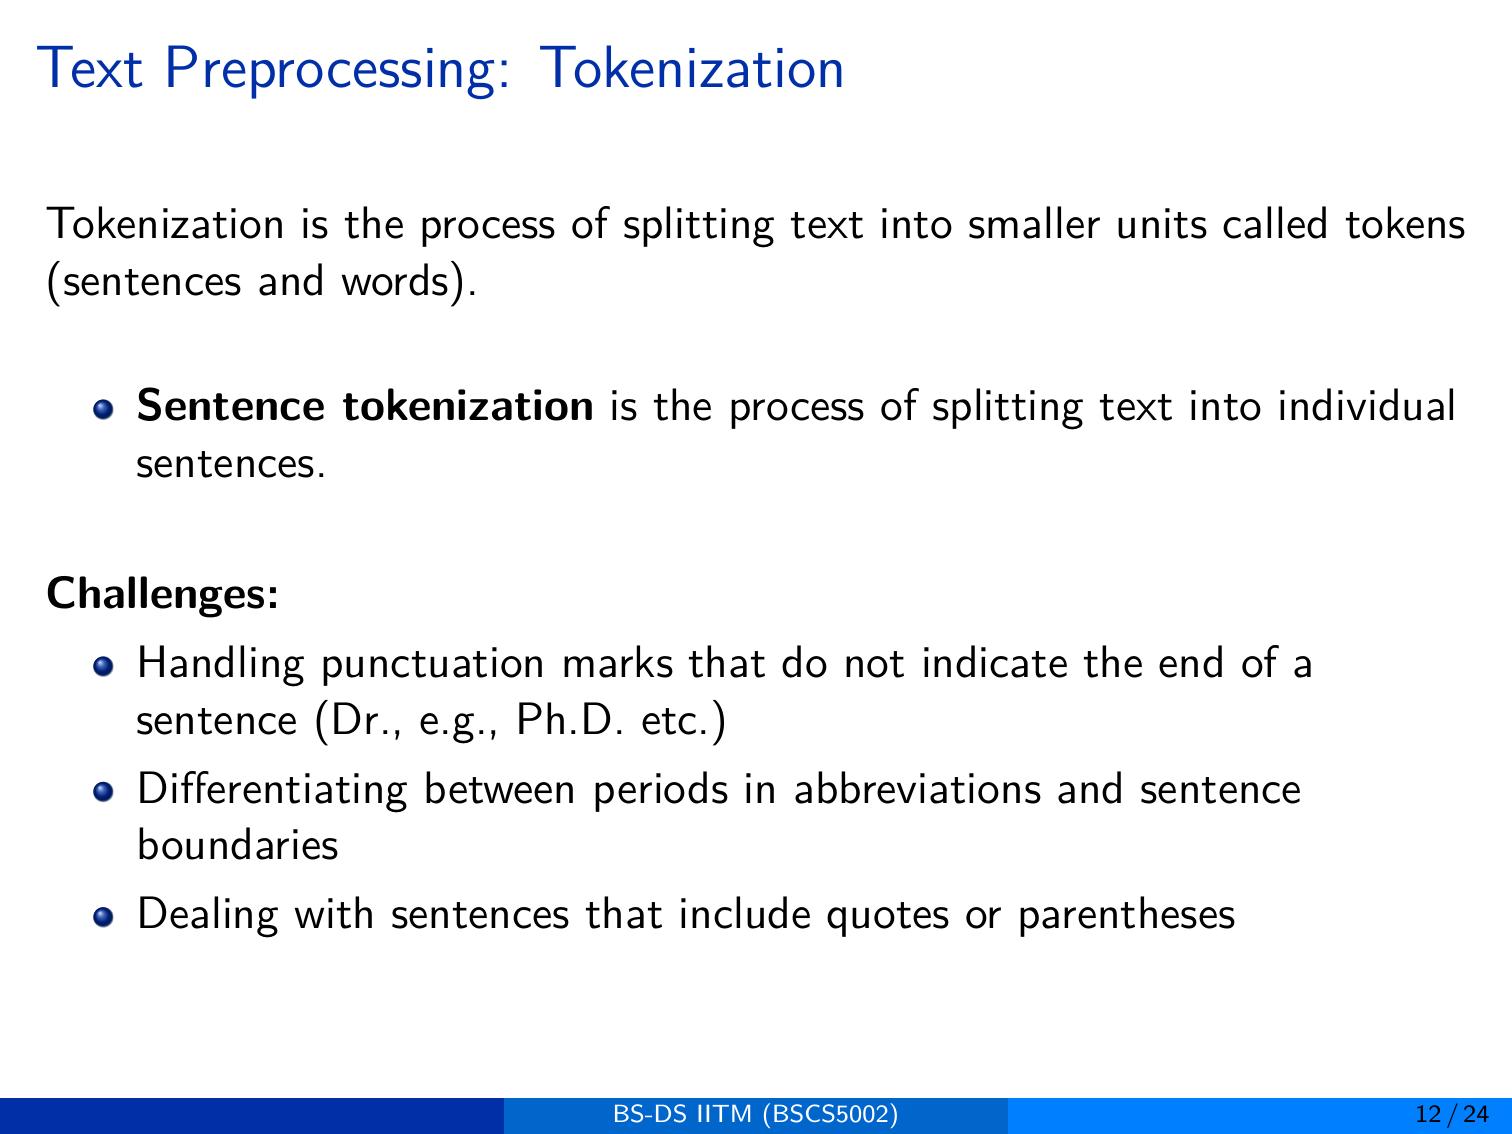 Text Preprocessing: Tokenization
Tokenization is the process of splitting text into smaller units called tokens
(sentences and words).
Sentence tokenization is the process of splitting text into individual
sentences.
Challenges:
Handling punctuation marks that do not indicate the end of a
sentence (Dr., e.g., Ph.D. etc.)
Differentiating between periods in abbreviations and sentence
boundaries
Dealing with sentences that include quotes or parentheses
BS-DS IITM (BSCS5002)
12 / 24